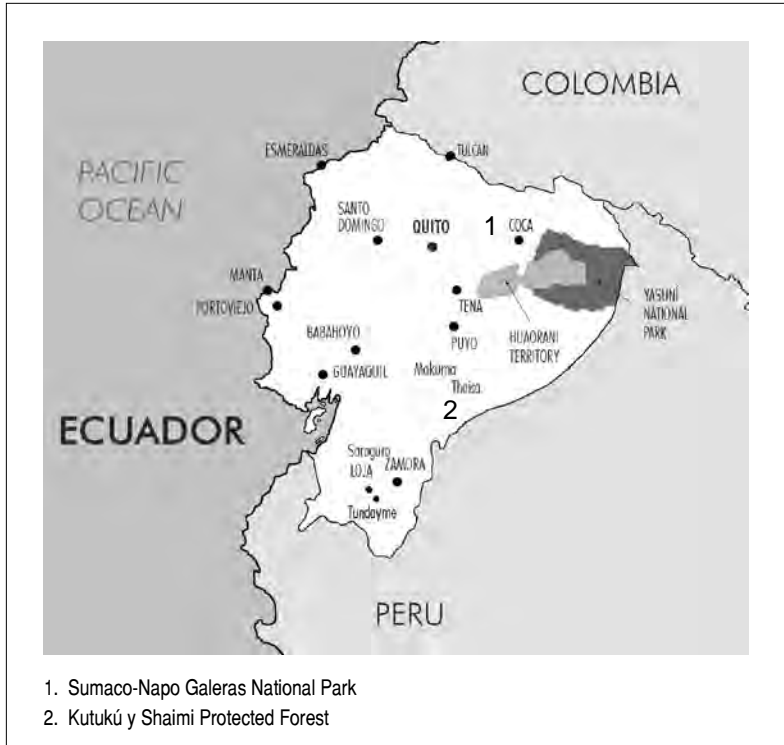 COLOMBIA
PACIFIC
OCEAN
ESMERALDAS
TULCAN
SANTO
DOMINGO
QUITO
1
COCA
MANTA
PORTOVIEJO
TENA
YASUNÍ
NATIONAL
PARK
HUAORANI
TERRITORY
BABAHOYO
PUYO
GUAYAQUIL
Makuma
Thaisa
2
ECUADOR
Saraguro
LOJA
ZAMORA
Tundayme
PERU
1. Sumaco-Napo Galeras National Park
2. Kutukú y Shaimi Protected Forest